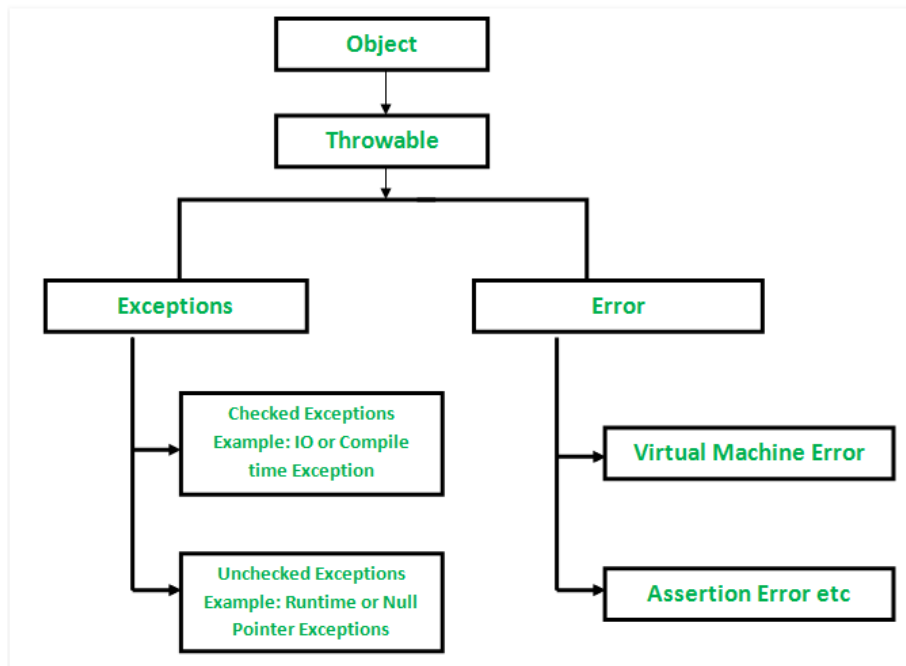 Object
Throwable
Exceptions
Error
Checked Exceptions
Example: IO or Compile
time Exception
Virtual Machine Error
Unchecked Exceptions
Example: Runtime or Null
Pointer Exceptions
Assertion Error etc